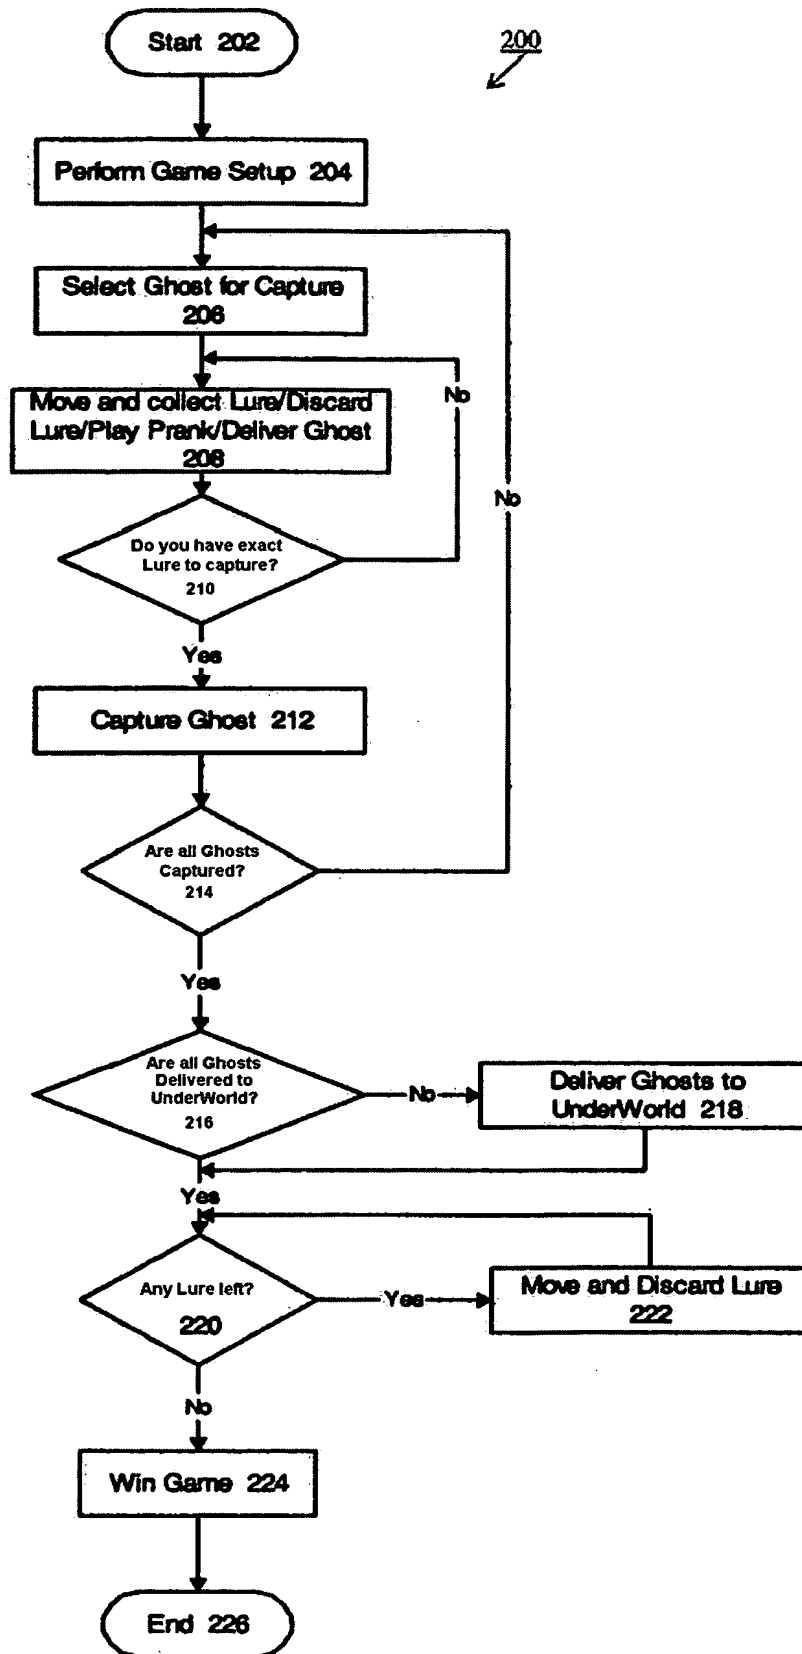 Start 202
200
Perform Game Setup 204
Select Ghost for Capture
206
Move and collect Lure/Discard
Lure/Play Prank/Deliver Ghost
208
No
No
Do you have exact
Lure to capture?
210
Yes
Capture Ghost 212
Are all Ghosts
Captured?
214
Yes
Are all Ghosts
Delivered to
UnderWorld?
216
No
Deliver Ghosts to
UnderWorld 218
Yes
Any Lure left?
220
Yes
Move and Discard Lure
222
No
Win Game 224
End 226